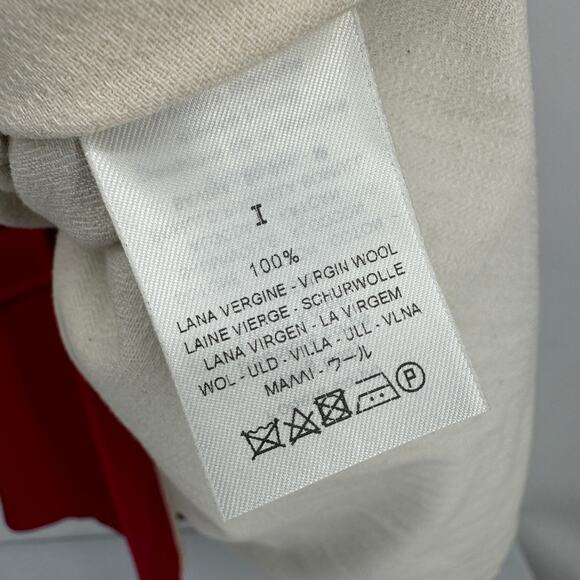 I
100%
LANA VERGINE - VIRGIN WOOL
LAINE VIERGE - SCHURWOLLE
LANA VIRGEN - LA VIRGEM
WOL - ULD - VILLA - ULL - VLNA
ΜΑΛΛΙ - ウール
P